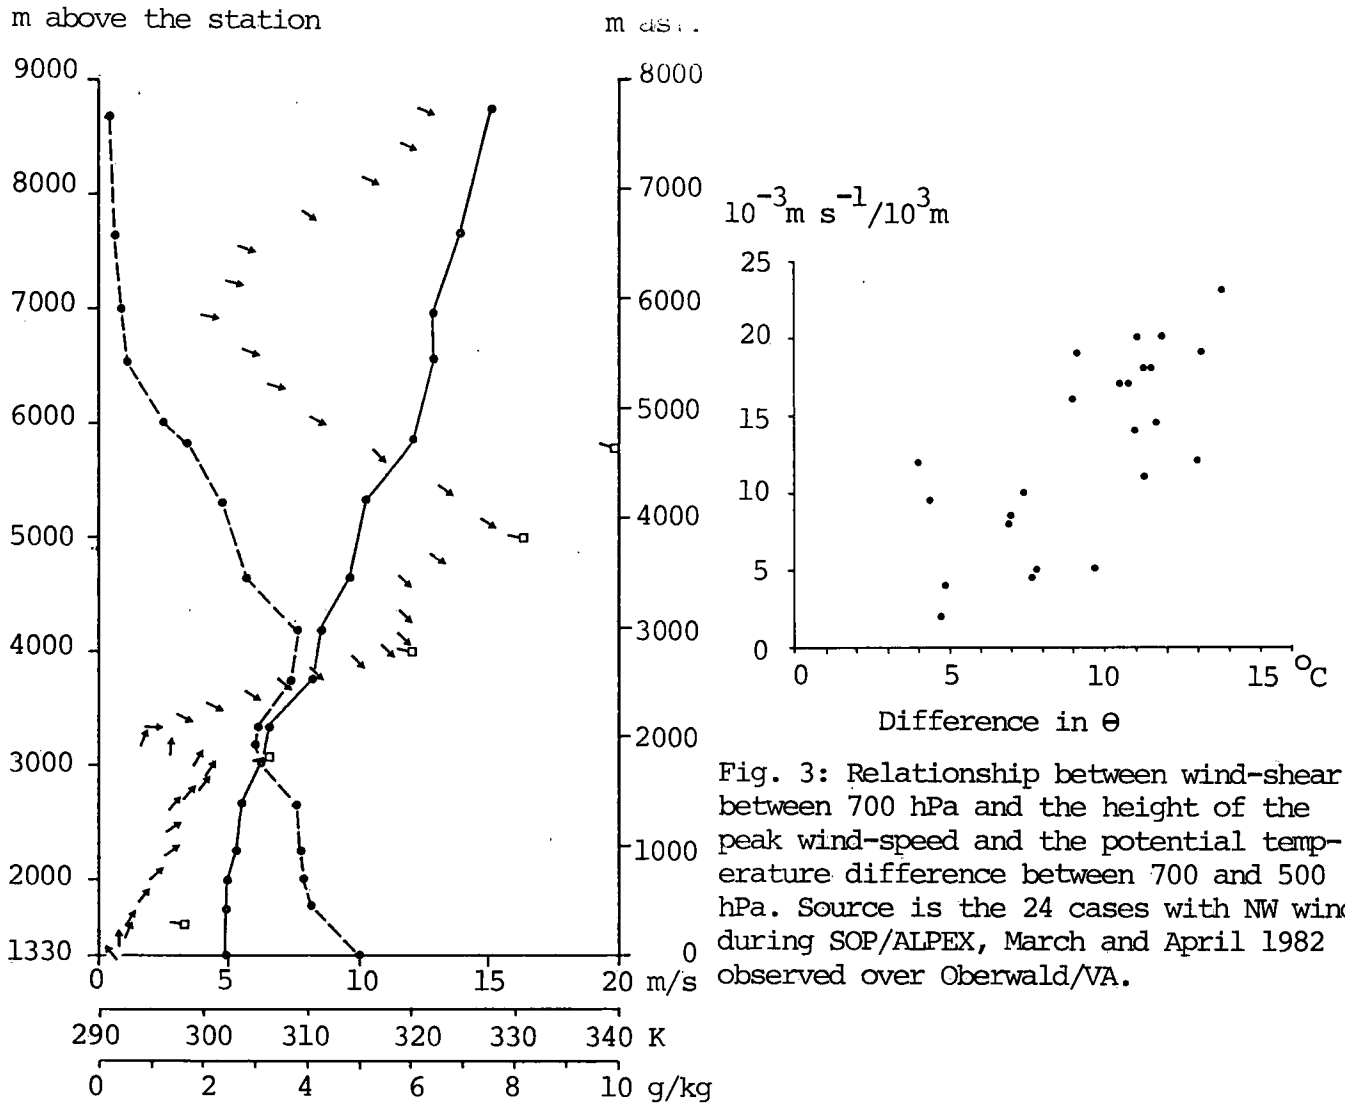 m above the station
m
9000
8000
7000
6000
5000
4000
3000
2000
1330
8000
7000
6000
5000
4000
3000
2000
1000
0
0 5 10 15 20 m/s
290 300 310 320 330 340 K
0 2 4 6 8 10 g/kg
10⁻³m s⁻¹/10³m
25
20
15
10
5
0
0 5 10 15 °C
Difference in Θ
Fig. 3: Relationship between wind-shear
between 700 hPa and the height of the
peak wind-speed and the potential temp-
erature difference between 700 and 500
hPa. Source is the 24 cases with NW wind
during SOP/ALPEX, March and April 1982
observed over Oberwald/VA.